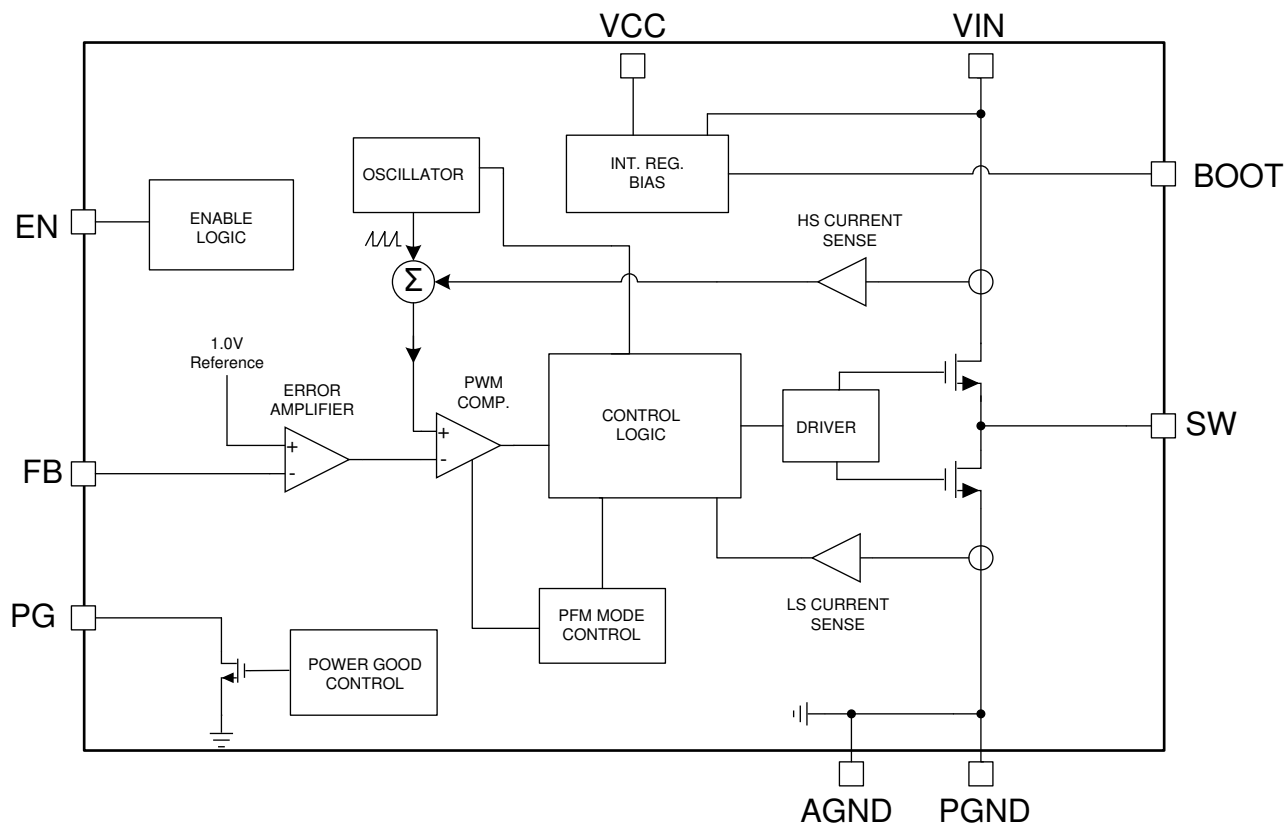 VCC
VIN
BOOT
OSCILLATOR
INT. REG.
BIAS
EN
ENABLE
LOGIC
HS CURRENT
SENSE
Σ
1.0V
Reference
ERROR
AMPLIFIER
PWM
COMP.
CONTROL
LOGIC
DRIVER
SW
+
-
+
-
FB
PG
POWER GOOD
CONTROL
PFM MODE
CONTROL
LS CURRENT
SENSE
AGND
PGND